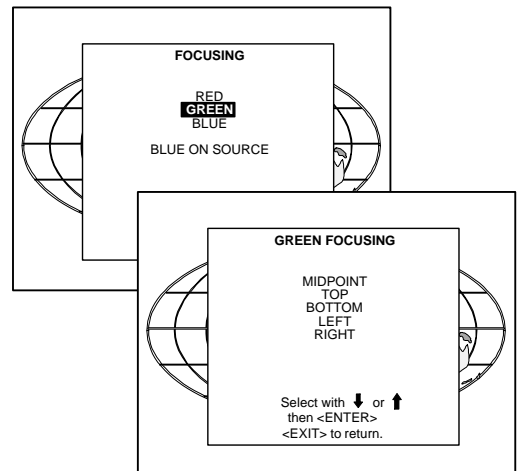 FOCUSING
RED
GREEN
BLUE
BLUE ON SOURCE
GREEN FOCUSING
MIDPOINT
TOP
BOTTOM
LEFT
RIGHT
Select with ⬇ or ⬆
then <ENTER>
<EXIT> to return.